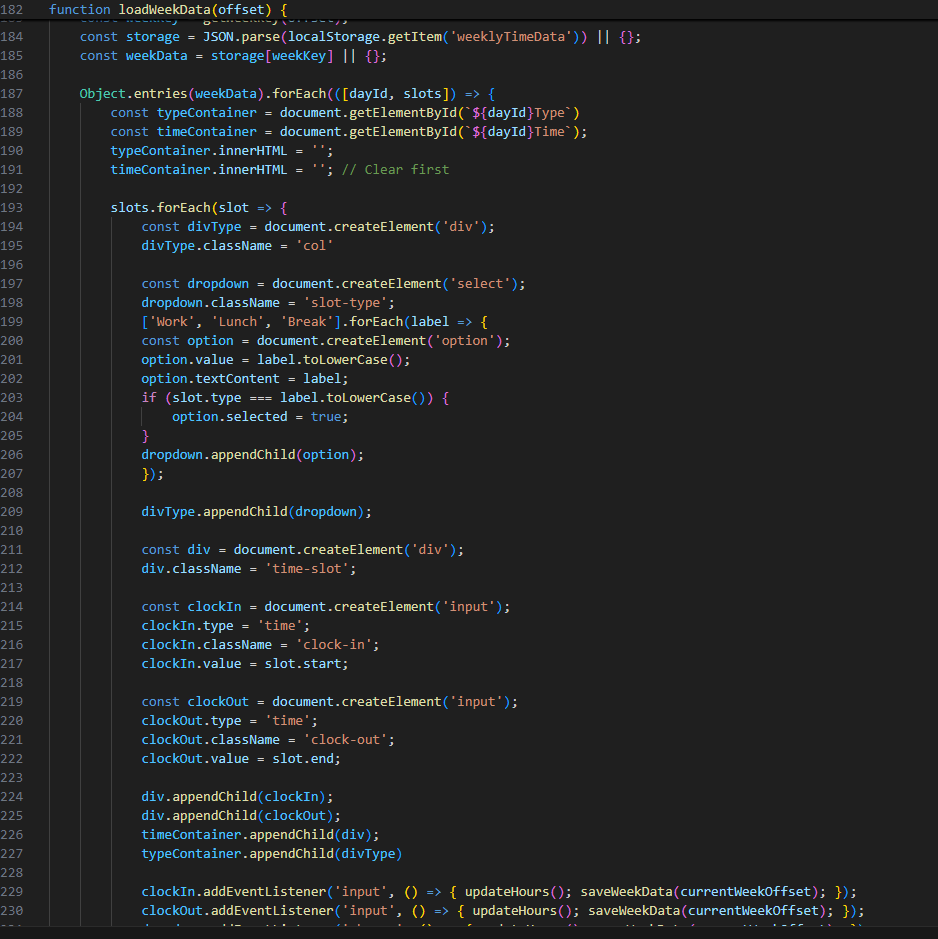 182 function loadWeekData(offset) {
184 const storage = JSON.parse(localStorage.getItem('weeklyTimeData')) || {};
185 const weekData = storage[weekKey] || {};
186
187 Object.entries(weekData).forEach(([dayId, slots]) => {
188 const typeContainer = document.getElementById(`${dayId}Type`)
189 const timeContainer = document.getElementById(`${dayId}Time`);
190 typeContainer.innerHTML = '';
191 timeContainer.innerHTML = ''; // Clear first
192
193 slots.forEach(slot => {
194 const divType = document.createElement('div');
195 divType.className = 'col'
196
197 const dropdown = document.createElement('select');
198 dropdown.className = 'slot-type';
199 ['Work', 'Lunch', 'Break'].forEach(label => {
200 const option = document.createElement('option');
201 option.value = label.toLowerCase();
202 option.textContent = label;
203 if (slot.type === label.toLowerCase()) {
204 option.selected = true;
205 }
206 dropdown.appendChild(option);
207 });
208
209 divType.appendChild(dropdown);
210
211 const div = document.createElement('div');
212 div.className = 'time-slot';
213
214 const clockIn = document.createElement('input');
215 clockIn.type = 'time';
216 clockIn.className = 'clock-in';
217 clockIn.value = slot.start;
218
219 const clockOut = document.createElement('input');
220 clockOut.type = 'time';
221 clockOut.className = 'clock-out';
222 clockOut.value = slot.end;
223
224 div.appendChild(clockIn);
225 div.appendChild(clockOut);
226 timeContainer.appendChild(div);
227 typeContainer.appendChild(divType)
228
229 clockIn.addEventListener('input', () => { updateHours(); saveWeekData(currentWeekOffset); });
230 clockOut.addEventListener('input', () => { updateHours(); saveWeekData(currentWeekOffset); });